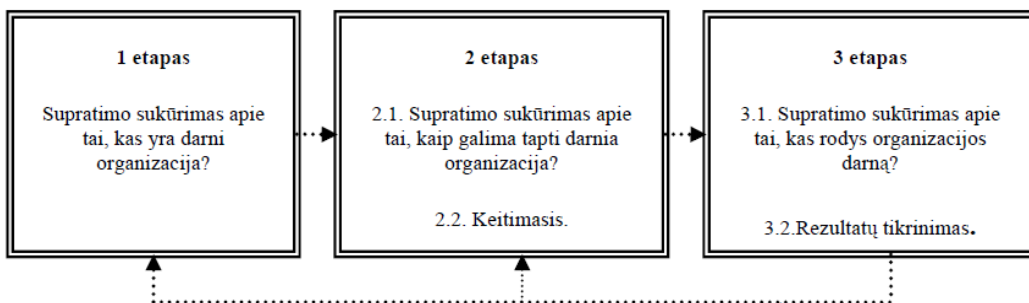 1 etapas
Supratimo sukūrimas apie
tai, kas yra darni
organizacija?
2 etapas
2.1. Supratimo sukūrimas apie
tai, kaip galima tapti darnia
organizacija?
2.2. Keitimasis.
3 etapas
3.1. Supratimo sukūrimas apie
tai, kas rodys organizacijos
darną?
3.2.Rezultatų tikrinimas.